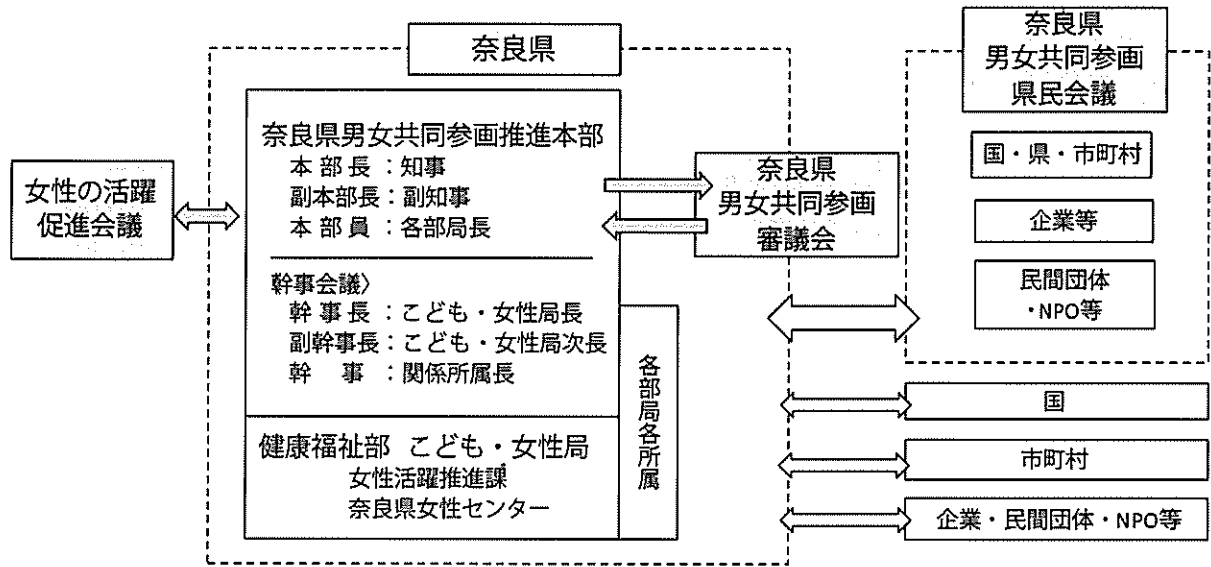 奈良県
女性の活躍
促進会議
奈良県男女共同参画推進本部
本部長：知事
副本部長：副知事
本部員：各部局長
幹事会議〉
幹事長：こども・女性局長
副幹事長：こども・女性局次長
幹　事：関係所属長
健康福祉部 こども・女性局
女性活躍推進課
奈良県女性センター
各部局各所属
奈良県
男女共同参画
審議会
奈良県
男女共同参画
県民会議
国・県・市町村
企業等
民間団体
・NPO等
国
市町村
企業・民間団体・NPO等